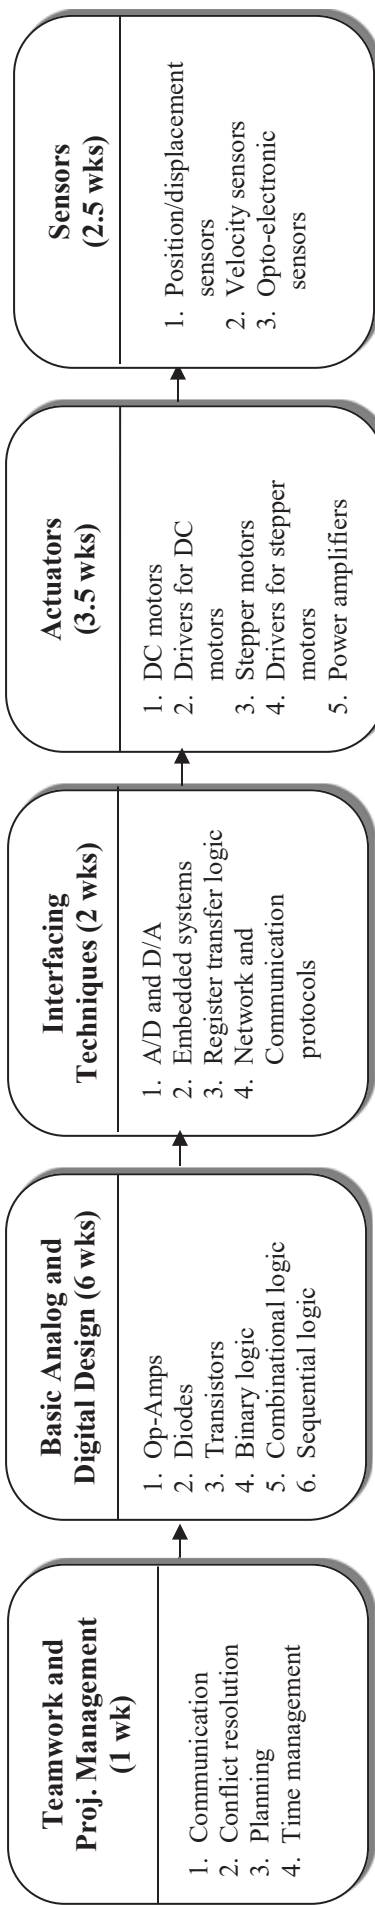 Teamwork and
Proj. Management
(1 wk)
1. Communication
2. Conflict resolution
3. Planning
4. Time management
Basic Analog and
Digital Design (6 wks)
1. Op-Amps
2. Diodes
3. Transistors
4. Binary logic
5. Combinational logic
6. Sequential logic
Interfacing
Techniques (2 wks)
1. A/D and D/A
2. Embedded systems
3. Register transfer logic
4. Network and
Communication
protocols
Actuators
(3.5 wks)
1. DC motors
2. Drivers for DC
motors
3. Stepper motors
4. Drivers for stepper
motors
5. Power amplifiers
Sensors
(2.5 wks)
1. Position/displacement
sensors
2. Velocity sensors
3. Opto-electronic
sensors